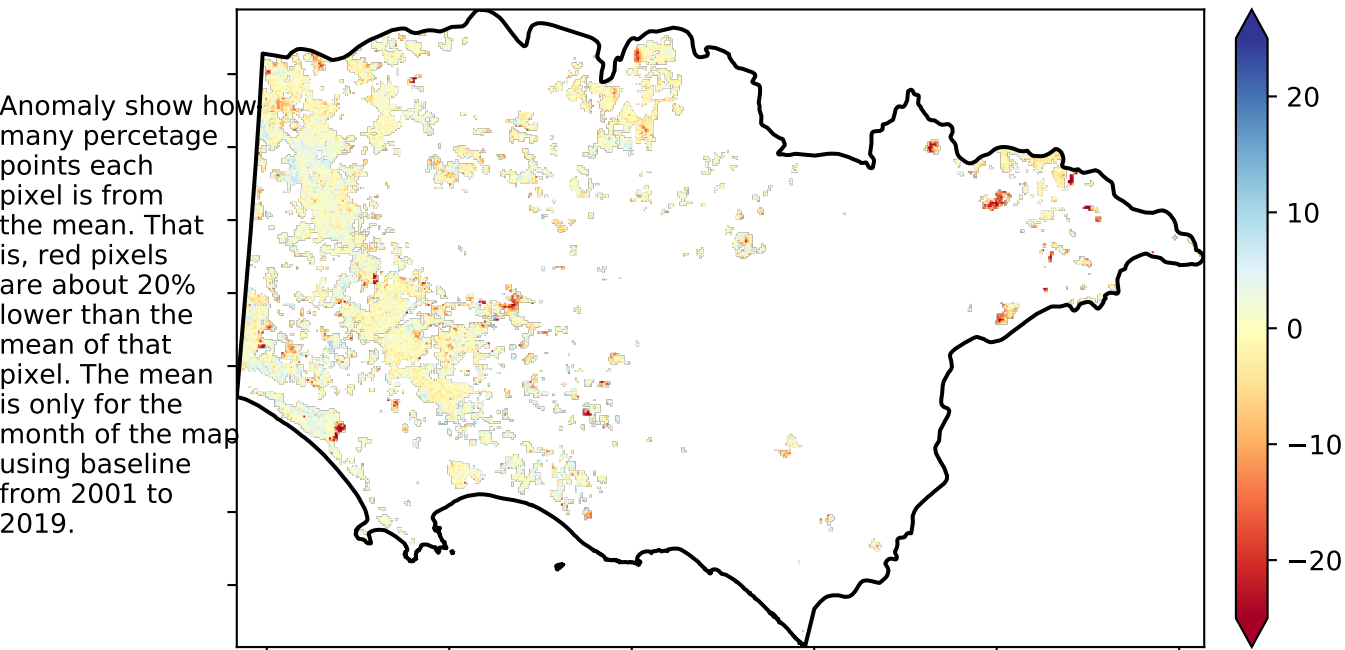 Anomaly show how
many percetage
points each
pixel is from
the mean. That
is, red pixels
are about 20%
lower than the
mean of that
pixel. The mean
is only for the
month of the map
using baseline
from 2001 to
2019.
20
10
0
−10
−20